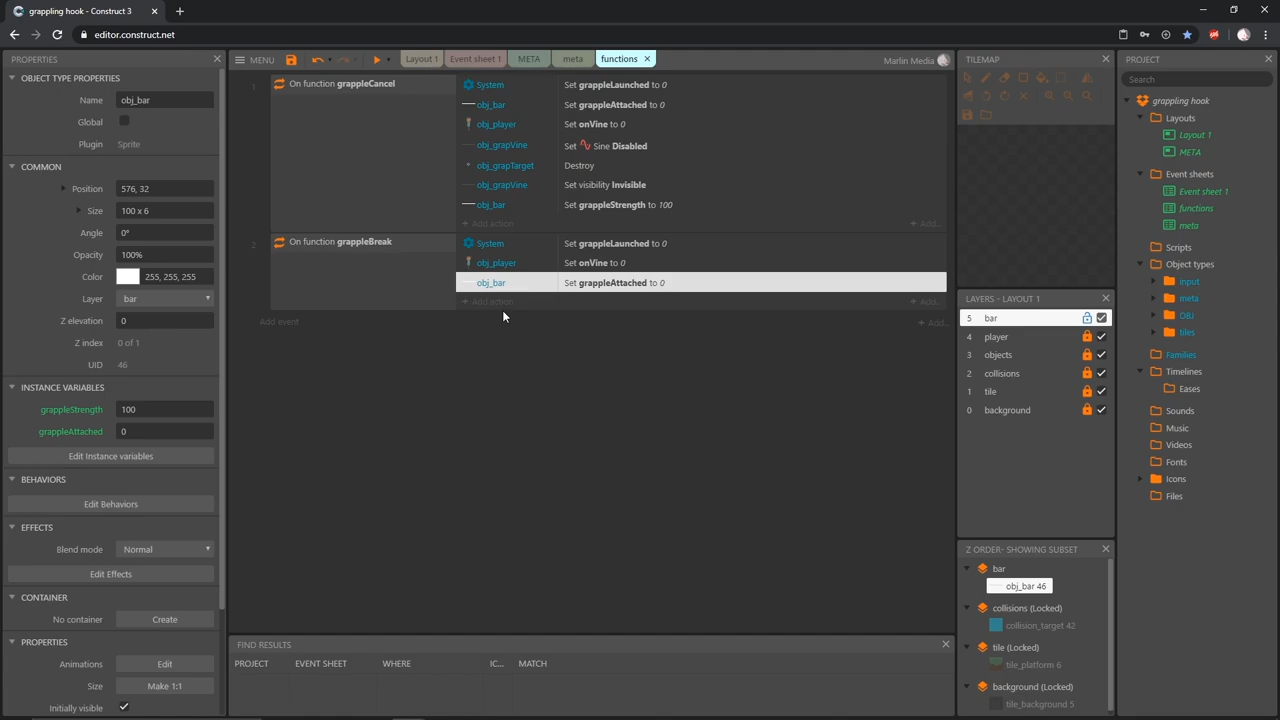 grappling hook - Construct 3
editor.construct.net
PROPERTIES
OBJECT TYPE PROPERTIES
Name obj_bar
Global
Plugin Sprite
COMMON
Position 576, 32
Size 100 x 6
Angle 0°
Opacity 100%
Color 255, 255, 255
Layer bar
Z elevation 0
Z index 0 of 1
UID 46
INSTANCE VARIABLES
grappleStrength 100
grappleAttached 0
Edit Instance variables
BEHAVIORS
Edit Behaviors
EFFECTS
Blend mode Normal
Edit Effects
CONTAINER
No container Create
PROPERTIES
Animations Edit
Size Make 1:1
Initially visible
MENU
Layout 1 Event sheet 1 META meta functions
Marlin Media
1 On function grappleCancel
System Set grappleLaunched to 0
obj_bar Set grappleAttached to 0
obj_player Set onVine to 0
obj_grapVine Set Sine Disabled
obj_grapTarget Destroy
obj_grapVine Set visibility Invisible
obj_bar Set grappleStrength to 100
Add action Add...
2 On function grappleBreak
System Set grappleLaunched to 0
obj_player Set onVine to 0
obj_bar Set grappleAttached to 0
Add action Add...
Add event Add...
FIND RESULTS
PROJECT EVENT SHEET WHERE IC... MATCH
TILEMAP
LAYERS - LAYOUT 1
5 bar
4 player
3 objects
2 collisions
1 tile
0 background
Z ORDER- SHOWING SUBSET
bar
obj_bar 46
collisions (Locked)
collision_target 42
tile (Locked)
tile_platform 6
background (Locked)
tile_background 5
PROJECT
Search
grappling hook
Layouts
Layout 1
META
Event sheets
Event sheet 1
functions
meta
Scripts
Object types
input
meta
OBJ
tiles
Families
Timelines
Eases
Sounds
Music
Videos
Fonts
Icons
Files